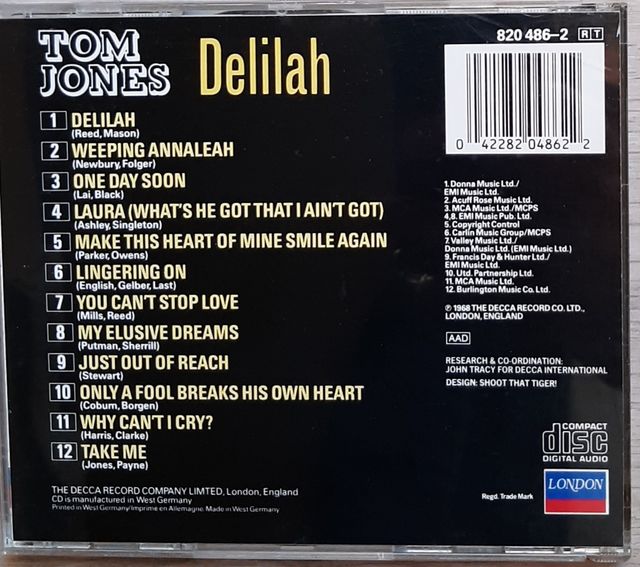 TOM JONES Delilah
820 486-2 RT
0 42282 04862 2
1 DELILAH
(Reed, Mason)
2 WEEPING ANNALEAH
(Newbury, Folger)
3 ONE DAY SOON
(Lai, Black)
4 LAURA (WHAT'S HE GOT THAT I AIN'T GOT)
(Ashley, Singleton)
5 MAKE THIS HEART OF MINE SMILE AGAIN
(Parker, Owens)
6 LINGERING ON
(English, Gelber, Last)
7 YOU CAN'T STOP LOVE
(Mills, Reed)
8 MY ELUSIVE DREAMS
(Putman, Sherrill)
9 JUST OUT OF REACH
(Stewart)
10 ONLY A FOOL BREAKS HIS OWN HEART
(Coburn, Borgen)
11 WHY CAN'T I CRY?
(Harris, Clarke)
12 TAKE ME
(Jones, Payne)
1. Donna Music Ltd./
EMI Music Ltd.
2. Acuff Rose Music Ltd.
3. MCA Music Ltd./MCPS
4,8. EMI Music Pub. Ltd.
5. Copyright Control
6. Carlin Music Group/MCPS
7. Valley Music Ltd./
Donna Music Ltd. (EMI Music Ltd.)
9. Francis Day & Hunter Ltd./
EMI Music Ltd.
10. Utd. Partnership Ltd.
11. MCA Music Ltd.
12. Burlington Music Co. Ltd.
℗ 1968 THE DECCA RECORD CO. LTD.,
LONDON, ENGLAND
AAD
RESEARCH & CO-ORDINATION:
JOHN TRACY FOR DECCA INTERNATIONAL
DESIGN: SHOOT THAT TIGER!
COMPACT
disc
DIGITAL AUDIO
LONDON
Regd. Trade Mark
THE DECCA RECORD COMPANY LIMTED, London, England
CD is manufactured in West Germany
Printed in West Germany/Imprimé en Allemagne. Made in West Germany